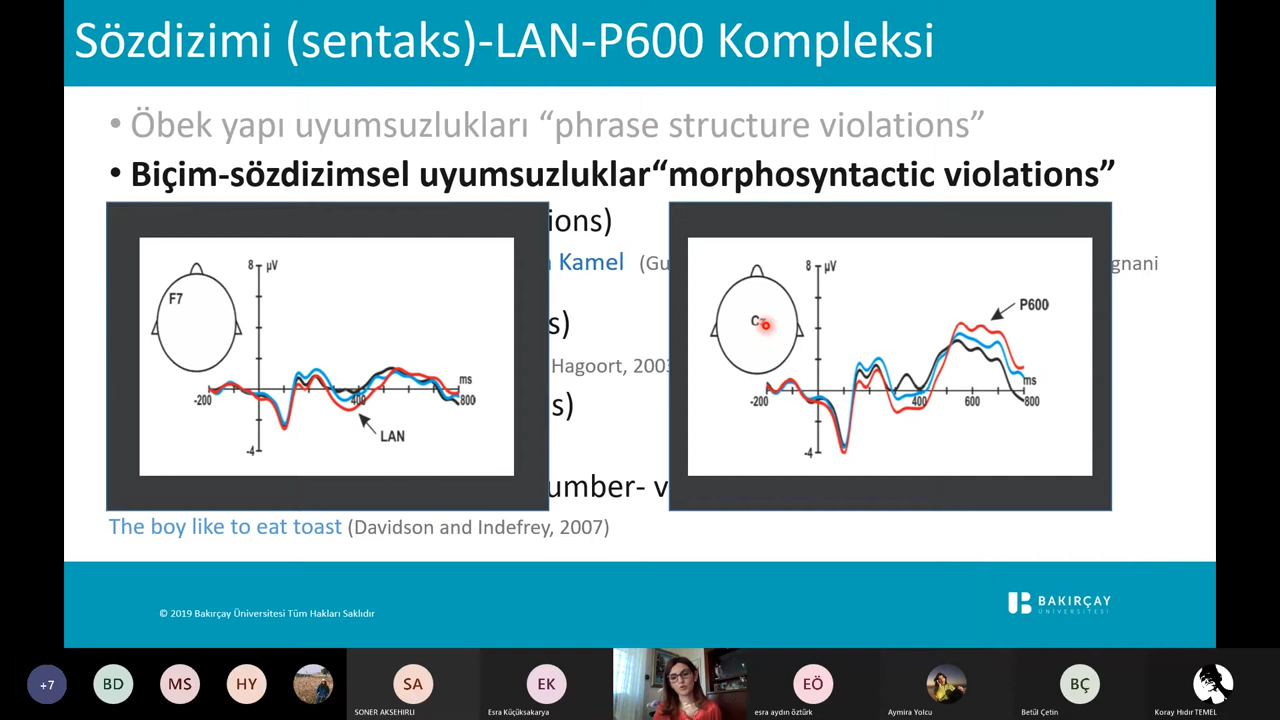 Sözdizimi (sentaks)-LAN-P600 Kompleksi
• Öbek yapı uyumsuzlukları “phrase structure violations”
• Biçim-sözdizimsel uyumsuzluklar“morphosyntactic violations”
ions)
Kamel (Gu
gnani
s)
Hagoort, 2003
s)
umber- v
The boy like to eat toast (Davidson and Indefrey, 2007)
F7
8 µV
ms
-200
400
800
-4
LAN
8 µV
P600
ms
-200
400
600
800
-4
© 2019 Bakırçay Üniversitesi Tüm Hakları Saklıdır
BAKIRÇAY
ÜNİVERSİTESİ
+7
BD
MS
HY
SA
EK
EÖ
BÇ
SONER AKSEHIRLI
Esra Küçüksakarya
esra aydın öztürk
Aymira Yolcu
Betül Çetin
Koray Hıdır TEMEL